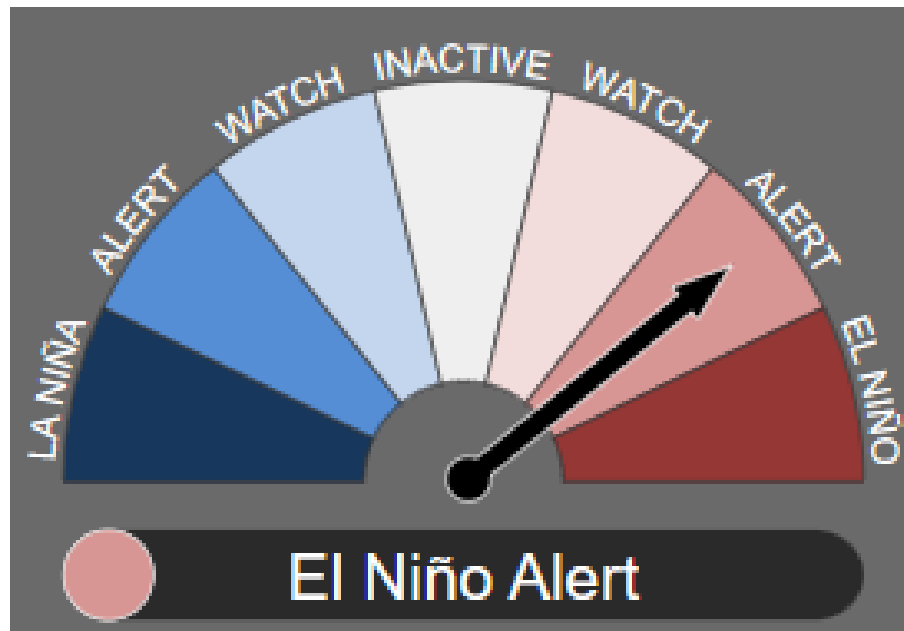 LA NIÑA
ALERT
WATCH
INACTIVE
WATCH
ALERT
EL NIÑO
El Niño Alert